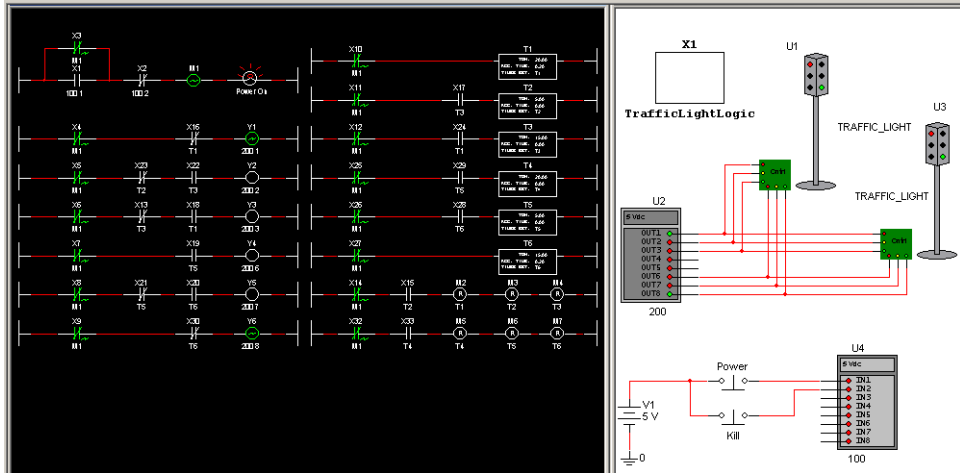 X3
M1
X1
100 1
X2
100 2
M1
Power On
X4
M1
X16
T1
Y1
200 1
X5
M1
X23
T2
X22
T3
Y2
200 2
X6
M1
X13
T3
X18
T1
Y3
200 3
X7
M1
X19
T5
Y4
200 6
X8
M1
X21
T5
X20
T6
Y5
200 7
X9
M1
X30
T6
Y6
200 8
X10
M1
T1
X11
M1
X17
T3
T2
X12
M1
X24
T1
T3
X25
M1
X29
T5
T4
X26
M1
X28
T6
T5
X27
M1
T6
X14
M1
X15
T2
M2
R
T1
M3
R
T2
M4
R
T3
X32
M1
X33
T4
M5
R
T4
M6
R
T5
M7
R
T6
X1
TrafficLightLogic
U1
TRAFFIC_LIGHT
U3
TRAFFIC_LIGHT
Cntrl
Cntrl
U2
5 Vdc
OUT1
OUT2
OUT3
OUT4
OUT5
OUT6
OUT7
OUT8
200
V1
5 V
0
Power
Kill
U4
5 Vdc
IN1
IN2
IN3
IN4
IN5
IN6
IN7
IN8
100